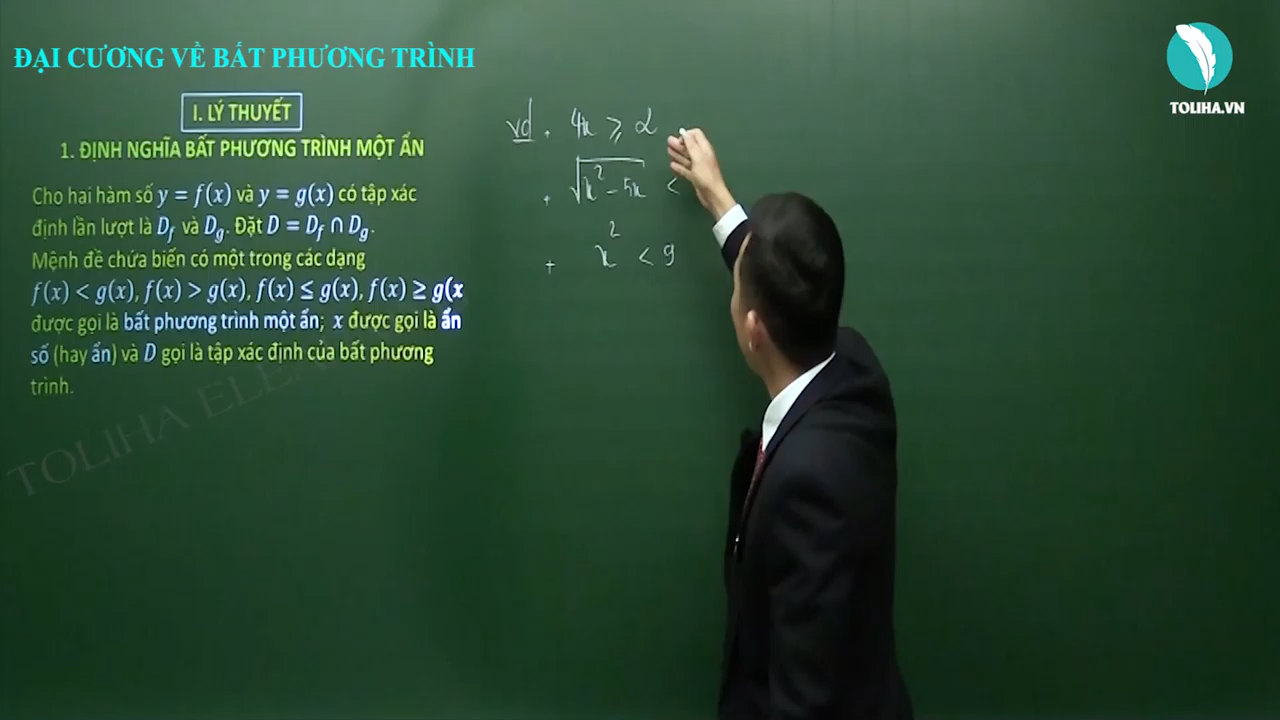 ĐẠI CƯƠNG VỀ BẤT PHƯƠNG TRÌNH
I. LÝ THUYẾT
1. ĐỊNH NGHĨA BẤT PHƯƠNG TRÌNH MỘT ẨN
Cho hai hàm số y = f(x) và y = g(x) có tập xác
định lần lượt là D_f và D_g. Đặt D = D_f ∩ D_g.
Mệnh đề chứa biến có một trong các dạng
f(x) < g(x), f(x) > g(x), f(x) ≤ g(x), f(x) ≥ g(x
được gọi là bất phương trình một ẩn; x được gọi là ẩn
số (hay ẩn) và D gọi là tập xác định của bất phương
trình.
vd + 4x ⩾ 2
+ √(x² - 5x) <
+ x² < 9
TOLIHA.VN
TOLIHA ELEA